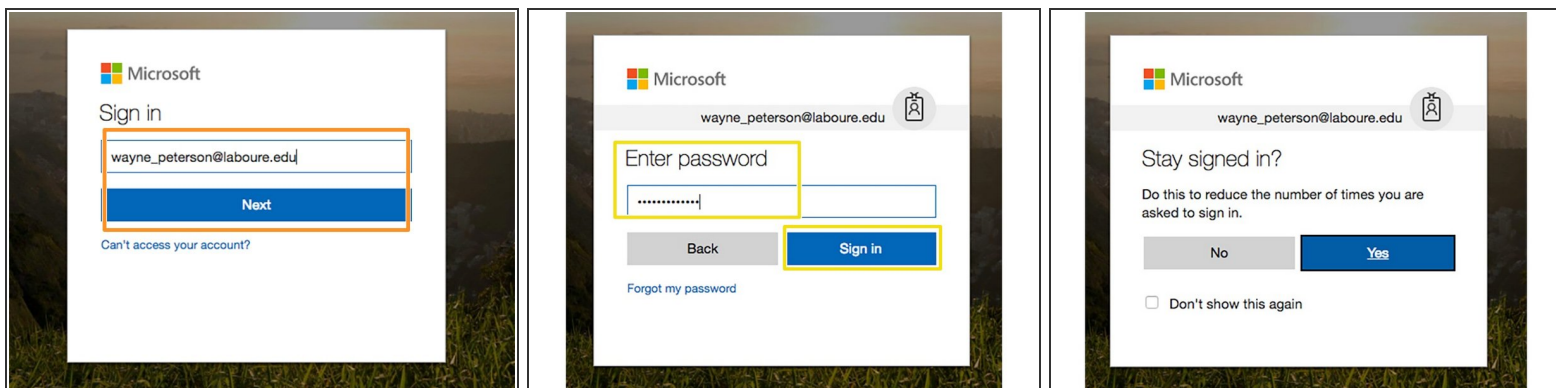 Microsoft
Sign in
wayne_peterson@laboure.edu
Next
Can't access your account?
Microsoft
wayne_peterson@laboure.edu
Enter password
•••••••••••••
Back
Sign in
Forgot my password
Microsoft
wayne_peterson@laboure.edu
Stay signed in?
Do this to reduce the number of times you are
asked to sign in.
No
Yes
Don't show this again